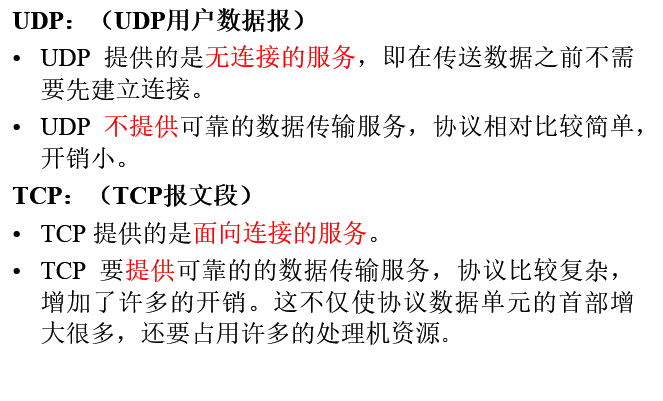 UDP：（UDP用户数据报）
• UDP 提供的是无连接的服务，即在传送数据之前不需
要先建立连接。
• UDP 不提供可靠的数据传输服务，协议相对比较简单，
开销小。
TCP：（TCP报文段）
• TCP 提供的是面向连接的服务。
• TCP 要提供可靠的的数据传输服务，协议比较复杂，
增加了许多的开销。这不仅使协议数据单元的首部增
大很多，还要占用许多的处理机资源.